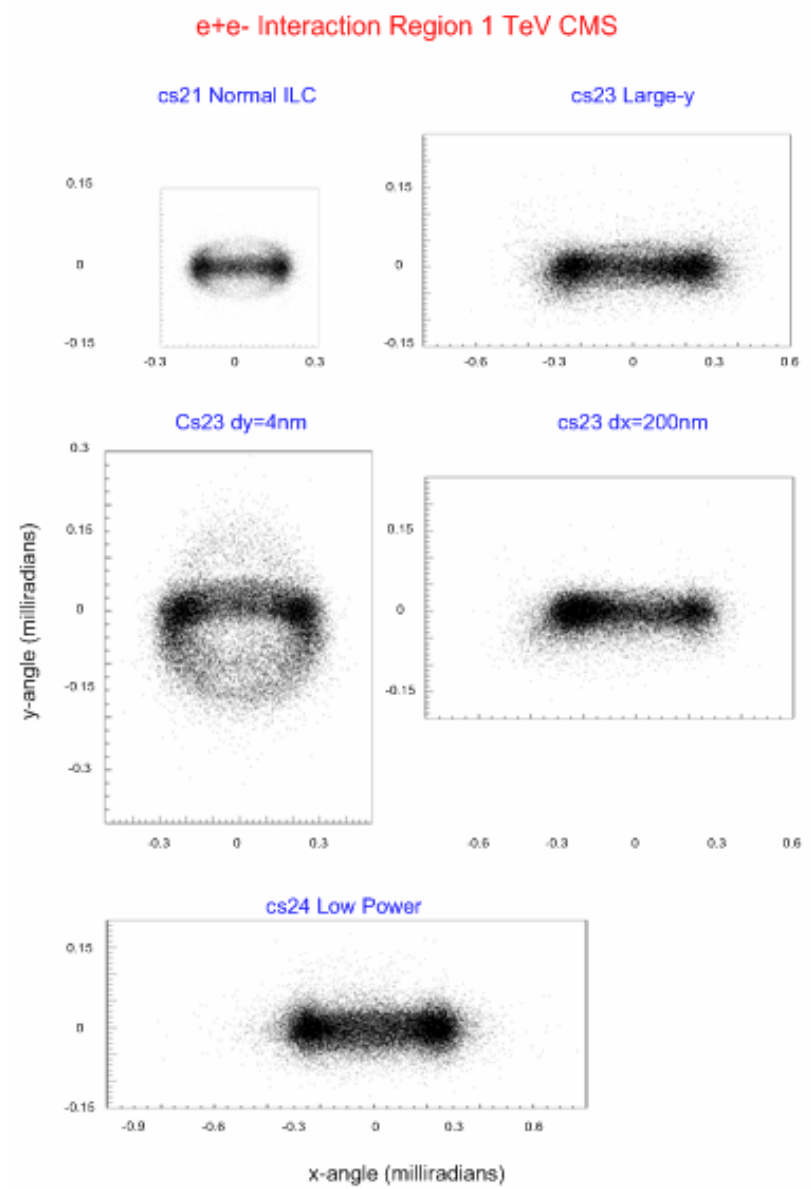 e+e- Interaction Region 1 TeV CMS
cs21 Normal ILC
0.15
0
-0.15
-0.3 0 0.3
cs23 Large-y
0.15
0
-0.15
-0.6 -0.3 0 0.3 0.6
Cs23 dy=4nm
0.3
0.15
0
-0.15
-0.3
-0.3 0 0.3
cs23 dx=200nm
0.15
0
-0.15
-0.6 -0.3 0 0.3 0.6
y-angle (milliradians)
cs24 Low Power
0.15
0
-0.15
-0.9 -0.6 -0.3 0 0.3 0.6
x-angle (milliradians)